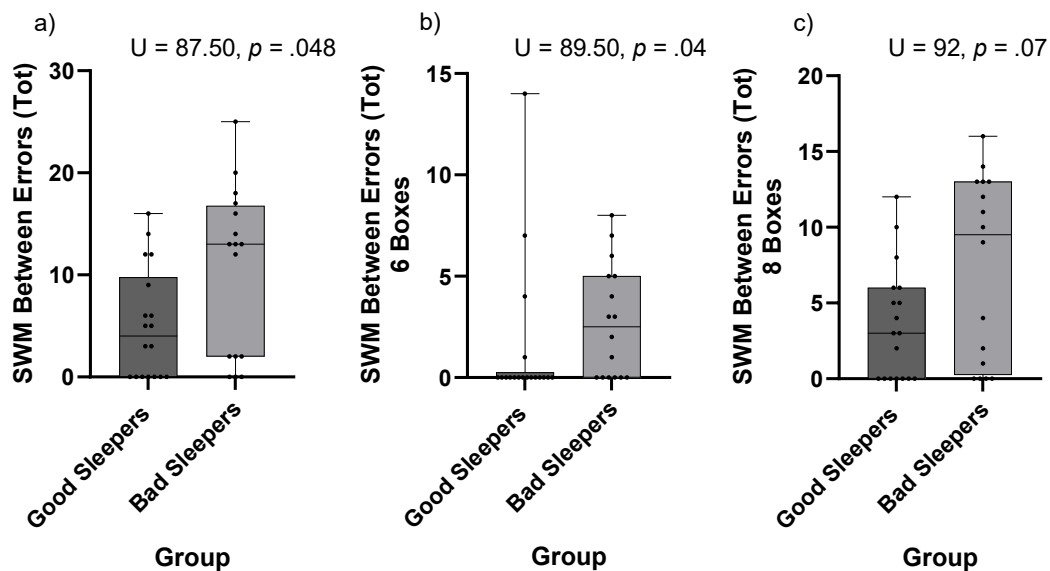 a)
U = 87.50, p = .048
SWM Between Errors (Tot)
30
20
10
0
Good Sleepers
Bad Sleepers
Group
b)
U = 89.50, p = .04
SWM Between Errors (Tot)
6 Boxes
15
10
5
0
Good Sleepers
Bad Sleepers
Group
c)
U = 92, p = .07
SWM Between Errors (Tot)
8 Boxes
20
15
10
5
0
Good Sleepers
Bad Sleepers
Group